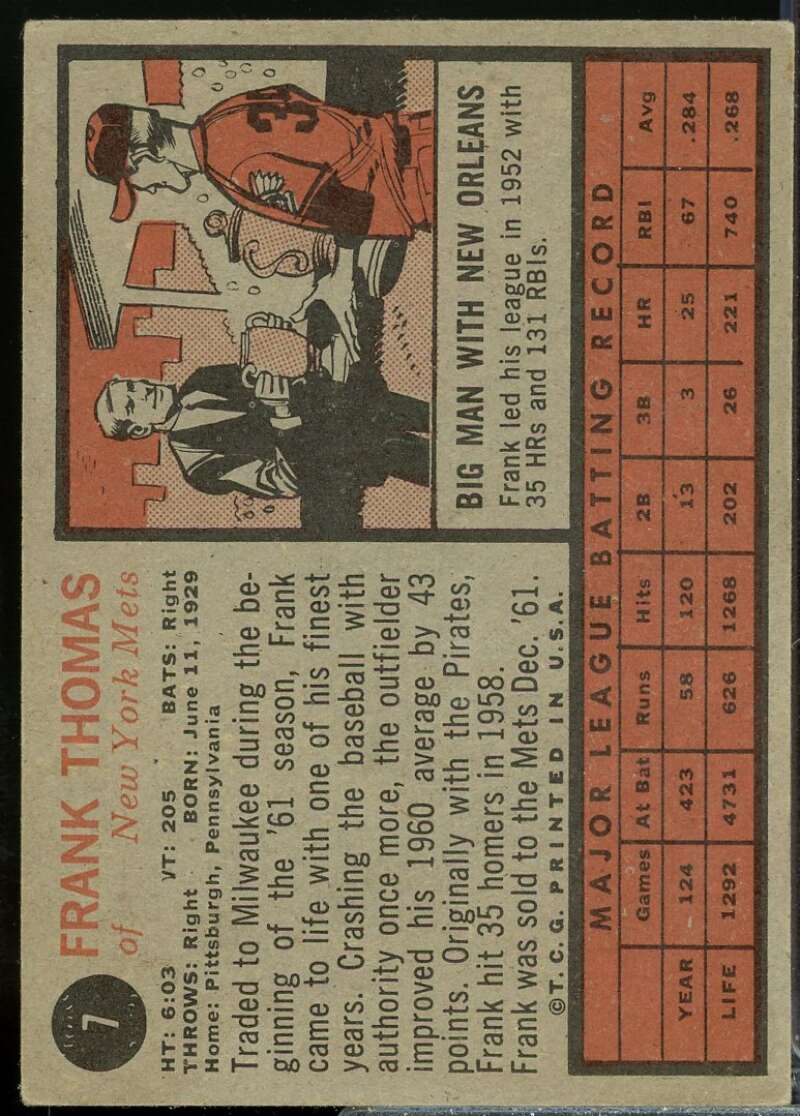 7
FRANK THOMAS
of New York Mets
HT: 6:03 WT: 205 BATS: Right
THROWS: Right BORN: June 11, 1929
Home: Pittsburgh, Pennsylvania
Traded to Milwaukee during the be-
ginning of the '61 season, Frank
came to life with one of his finest
years. Crashing the baseball with
authority once more, the outfielder
improved his 1960 average by 43
points. Originally with the Pirates,
Frank hit 35 homers in 1958.
Frank was sold to the Mets Dec. '61.
©T.C.G. PRINTED IN U.S.A.
34
BIG MAN WITH NEW ORLEANS
Frank led his league in 1952 with
35 HRs and 131 RBIs.
MAJOR LEAGUE BATTING RECORD
Games At Bat Runs Hits 2B 3B HR RBI Avg
YEAR 124 423 58 120 13 3 25 67 .284
LIFE 1292 4731 626 1268 202 26 221 740 .268